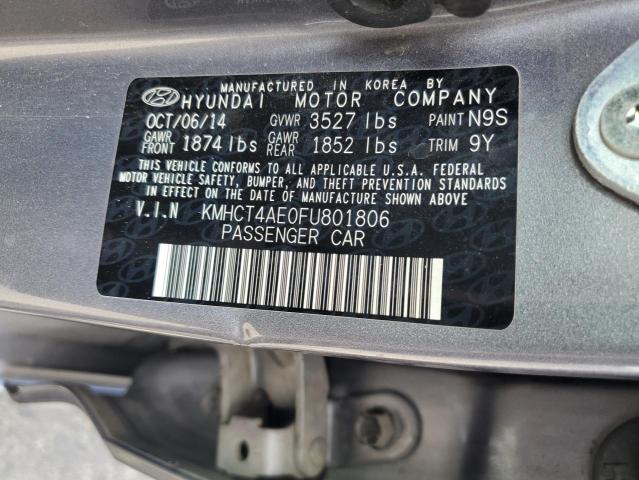 MANUFACTURED IN KOREA BY
HYUNDAI MOTOR COMPANY
OCT/06/14 GVWR 3527 lbs PAINT N9S
GAWR FRONT 1874 lbs GAWR REAR 1852 lbs TRIM 9Y
THIS VEHICLE CONFORMS TO ALL APPLICABLE U.S.A. FEDERAL
MOTOR VEHICLE SAFETY, BUMPER, AND THEFT PREVENTION STANDARDS
IN EFFECT ON THE DATE OF MANUFACTURE SHOWN ABOVE
V.I.N KMHCT4AE0FU801806
PASSENGER CAR